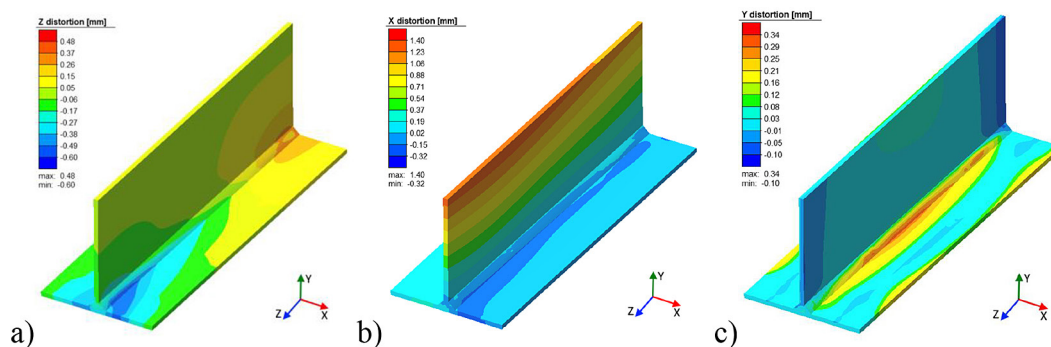 Z distortion [mm]
0.48
0.37
0.26
0.15
0.05
-0.06
-0.17
-0.27
-0.38
-0.49
-0.60
max: 0.48
min: -0.60
Y
X
Z
a)
X distortion [mm]
1.40
1.23
1.06
0.88
0.71
0.54
0.37
0.19
0.02
-0.15
-0.32
max: 1.40
min: -0.32
Y
X
Z
b)
Y distortion [mm]
0.34
0.30
0.25
0.21
0.16
0.12
0.08
0.03
-0.01
-0.05
-0.10
max: 0.34
min: -0.10
Y
X
Z
c)